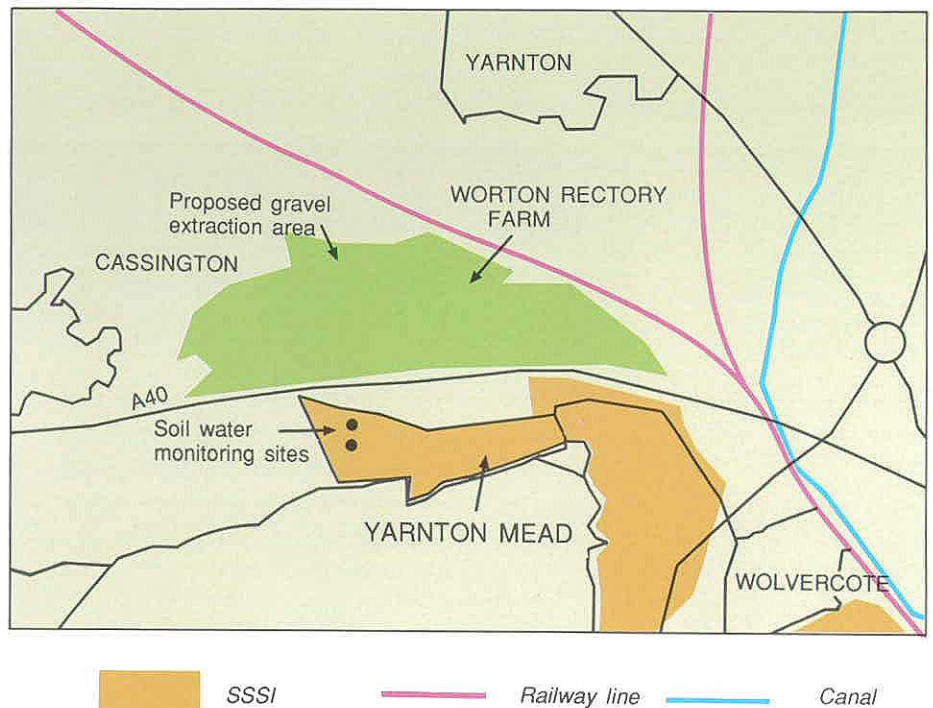 YARNTON
Proposed gravel
extraction area
WORTON RECTORY
FARM
CASSINGTON
A40
Soil water
monitoring sites
YARNTON MEAD
WOLVERCOTE
SSSI
Railway line
Canal